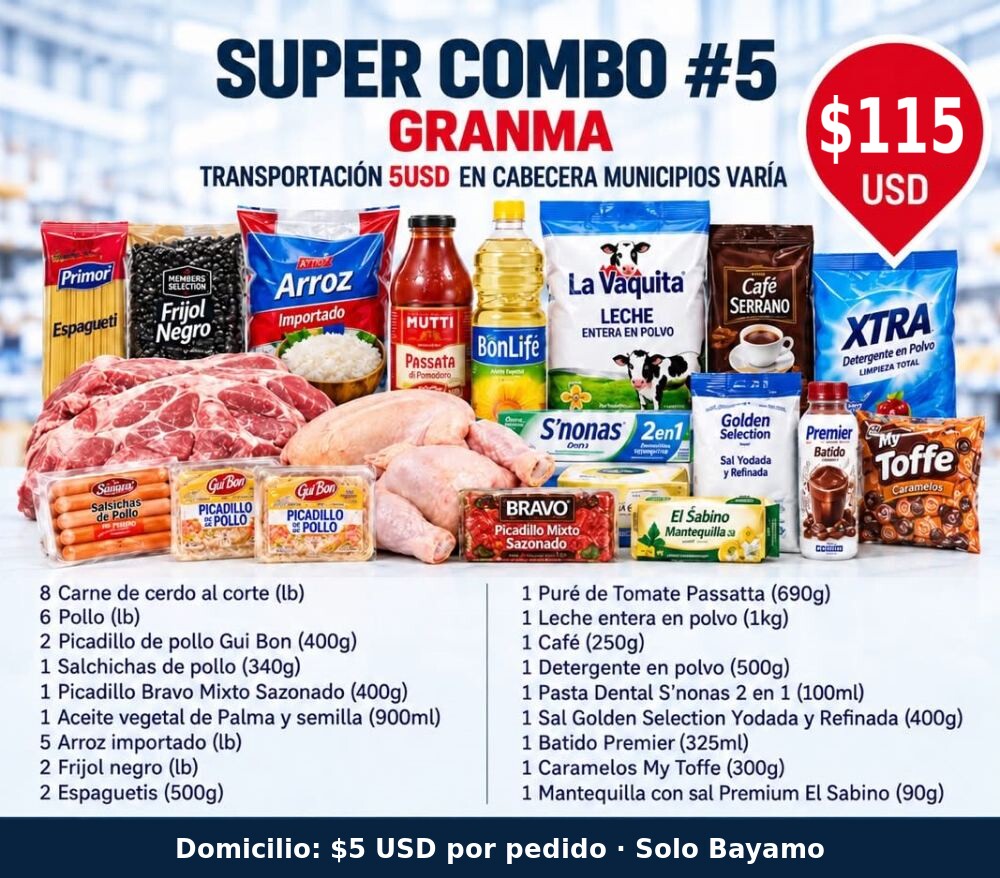 SUPER COMBO #5
GRANMA
TRANSPORTACIÓN 5USD EN CABECERA MUNICIPIOS VARÍA
$115
USD
Primor
Espagueti
MEMBERS SELECTION
Frijol
Negro
Arroz
Importado
MUTTI
Passata
di Pomodoro
BonLife
La Vaquita
LECHE
ENTERA EN POLVO
Café
SERRANO
XTRA
Detergente en Polvo
LIMPIEZA TOTAL
S'nonas 2en1
Golden
Selection
Sal Yodada
y Refinada
Premier
Batido
My
Toffe
Caramelos
Salsichas
de Pollo
Gui Bon
PICADILLO
DE POLLO
Gui Bon
PICADILLO
DE POLLO
BRAVO
Picadillo Mixto
Sazonado
El Sabino
Mantequilla
8 Carne de cerdo al corte (lb)
6 Pollo (lb)
2 Picadillo de pollo Gui Bon (400g)
1 Salchichas de pollo (340g)
1 Picadillo Bravo Mixto Sazonado (400g)
1 Aceite vegetal de Palma y semilla (900ml)
5 Arroz importado (lb)
2 Frijol negro (lb)
2 Espaguetis (500g)
1 Puré de Tomate Passatta (690g)
1 Leche entera en polvo (1kg)
1 Café (250g)
1 Detergente en polvo (500g)
1 Pasta Dental S'nonas 2 en 1 (100ml)
1 Sal Golden Selection Yodada y Refinada (400g)
1 Batido Premier (325ml)
1 Caramelos My Toffe (300g)
1 Mantequilla con sal Premium El Sabino (90g)
Domicilio: $5 USD por pedido · Solo Bayamo